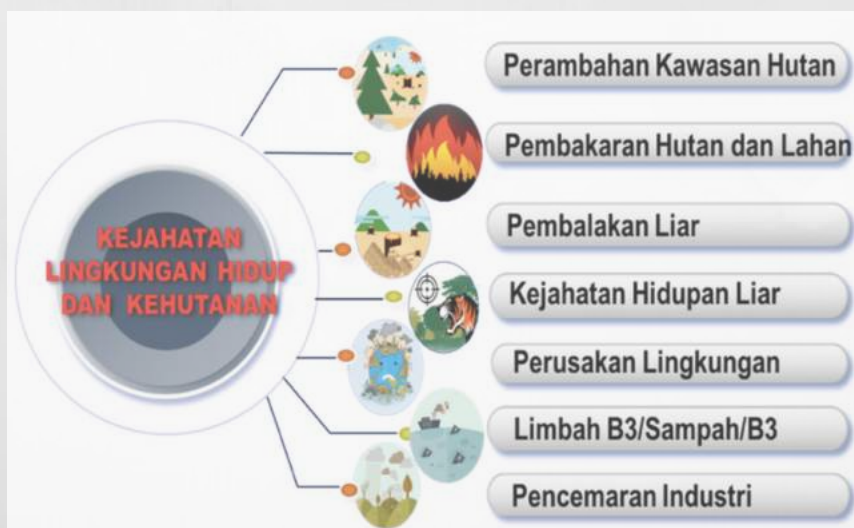 KEJAHATAN
LINGKUNGAN HIDUP
DAN KEHUTANAN
Perambahan Kawasan Hutan
Pembakaran Hutan dan Lahan
Pembalakan Liar
Kejahatan Hidupan Liar
Perusakan Lingkungan
Limbah B3/Sampah/B3
Pencemaran Industri